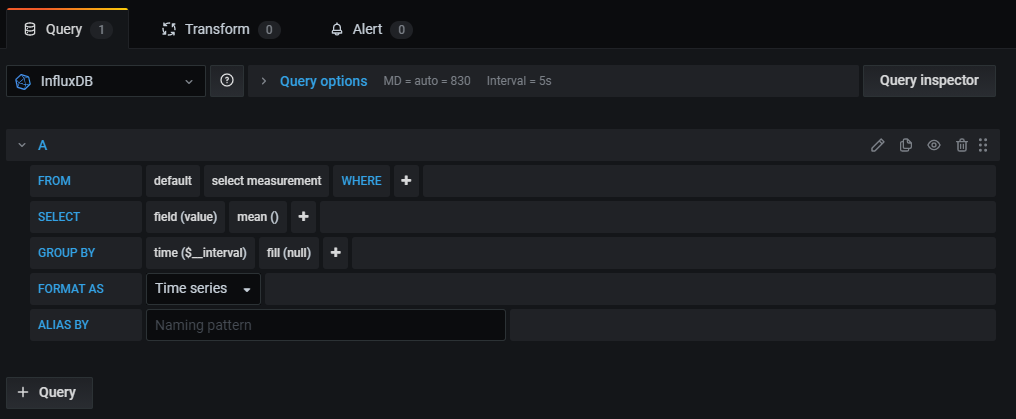 Query 1 Transform 0 Alert 0
InfluxDB Query options MD = auto = 830 Interval = 5s Query inspector
A
FROM default select measurement WHERE +
SELECT field (value) mean () +
GROUP BY time ($__interval) fill (null) +
FORMAT AS Time series
ALIAS BY Naming pattern
+ Query